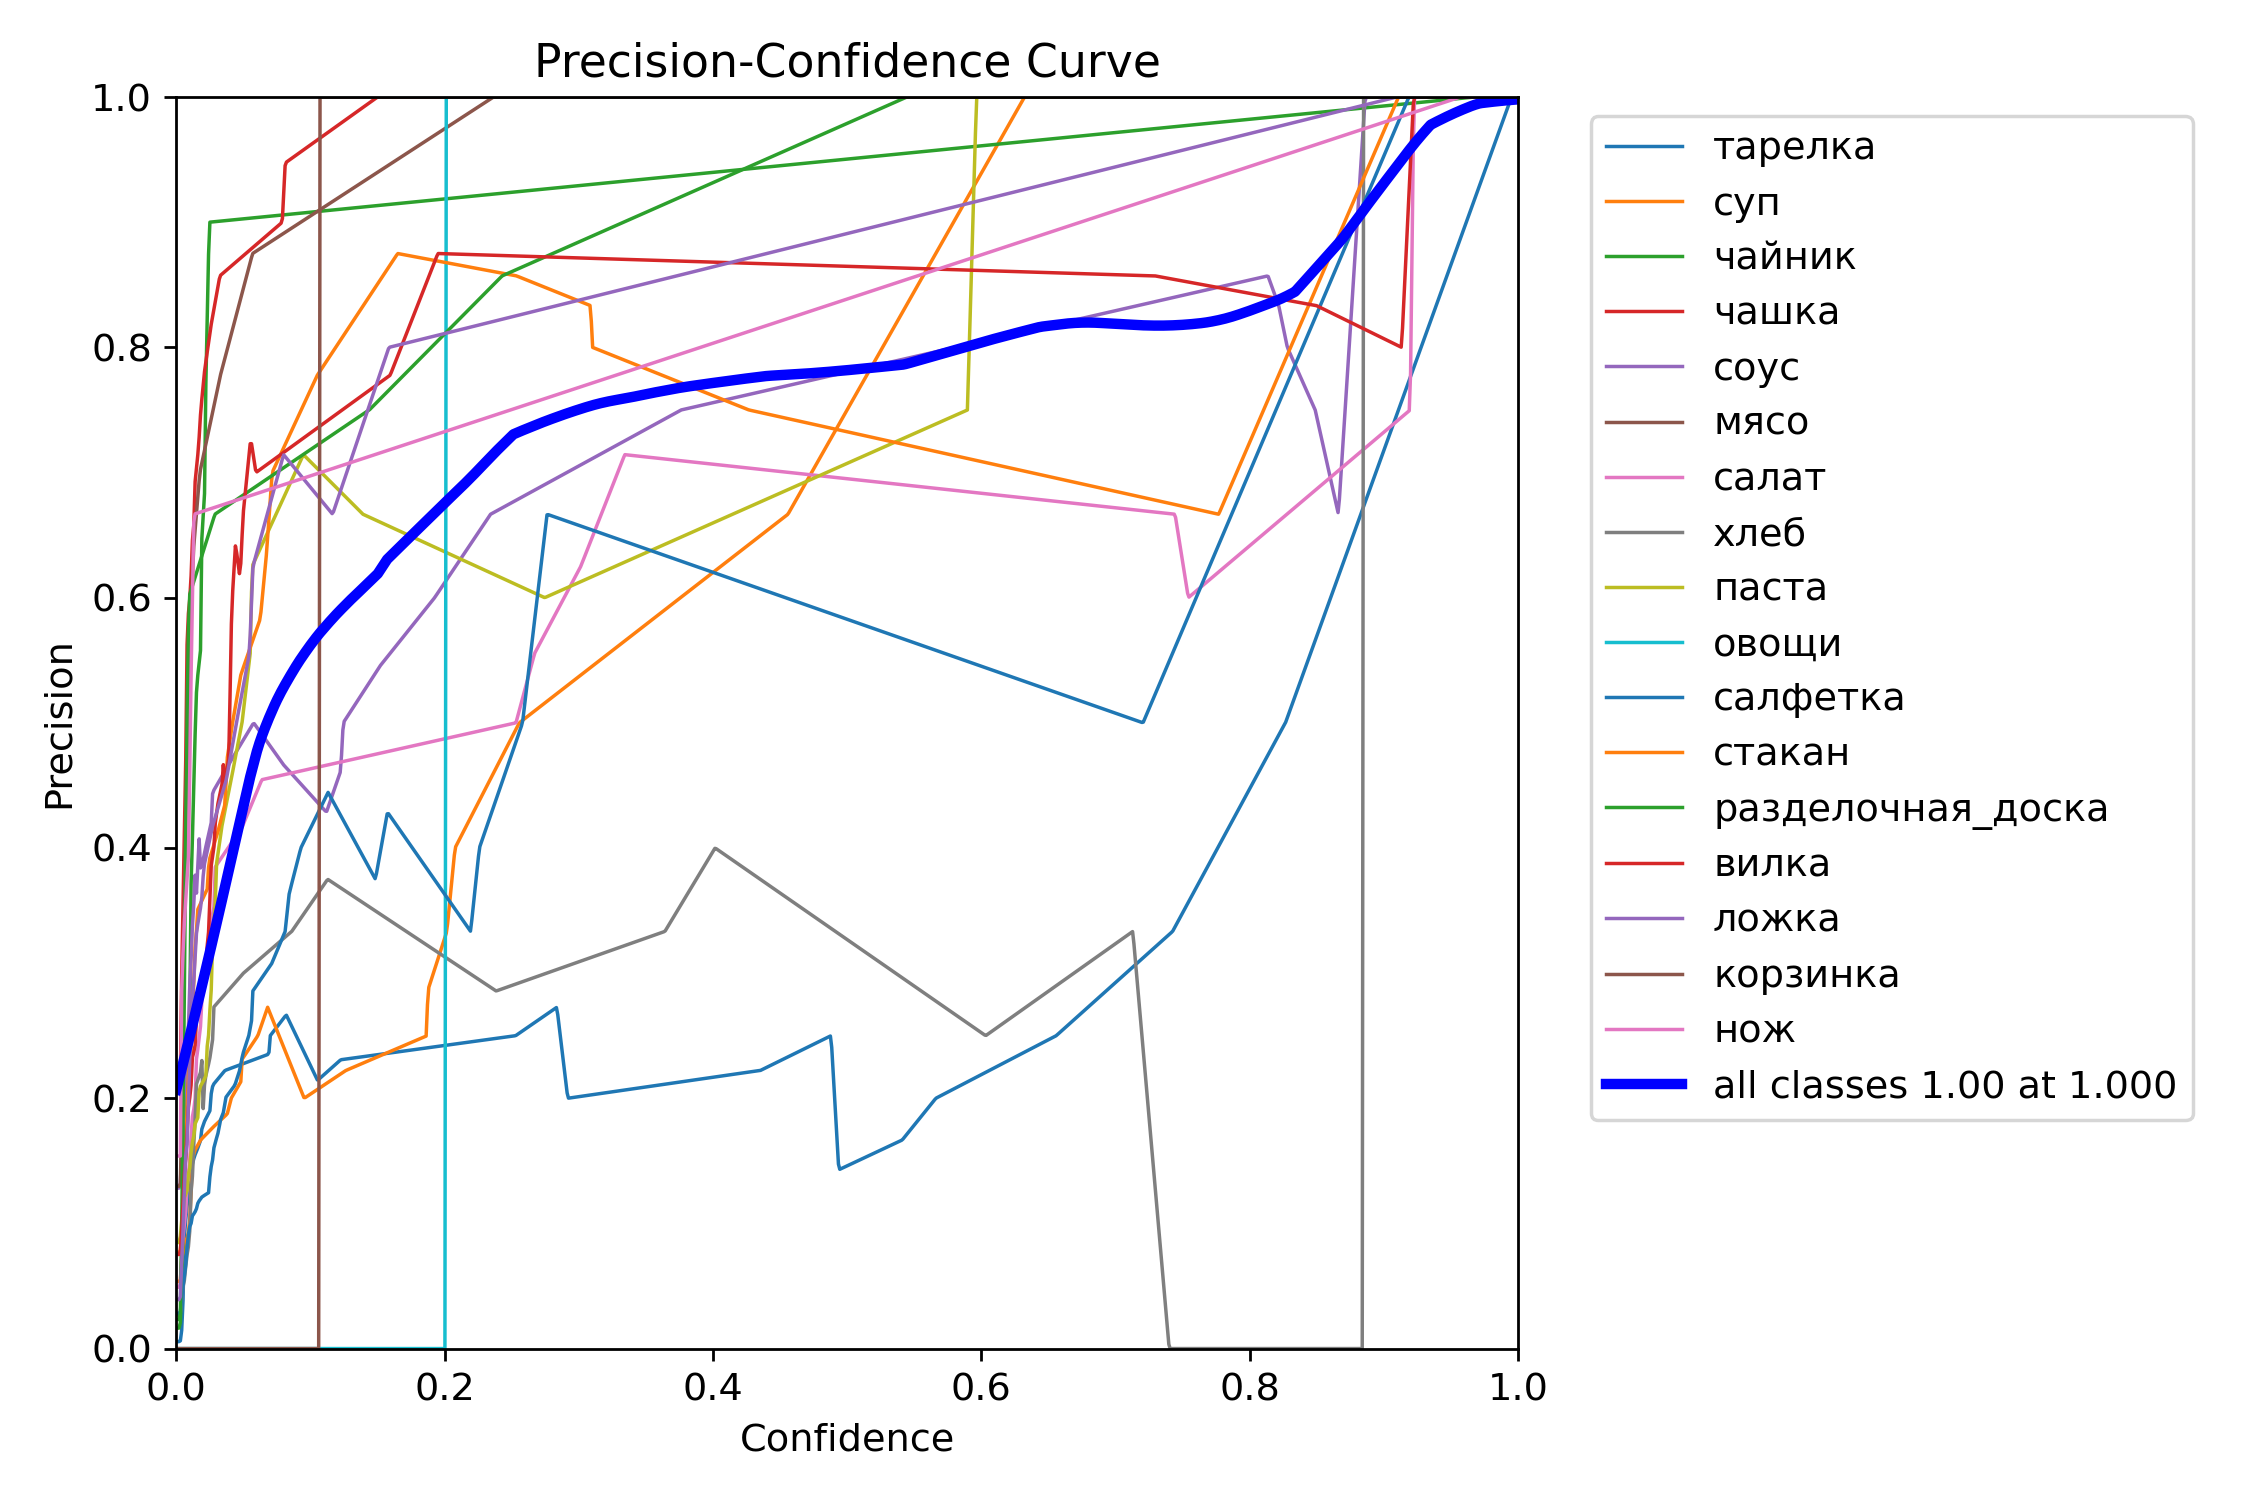 Precision-Confidence Curve
1.0
0.8
0.6
0.4
0.2
0.0
Precision
0.0 0.2 0.4 0.6 0.8 1.0
Confidence
тарелка
суп
чайник
чашка
соус
мясо
салат
хлеб
паста
овощи
салфетка
стакан
разделочная_доска
вилка
ложка
корзинка
нож
all classes 1.00 at 1.000